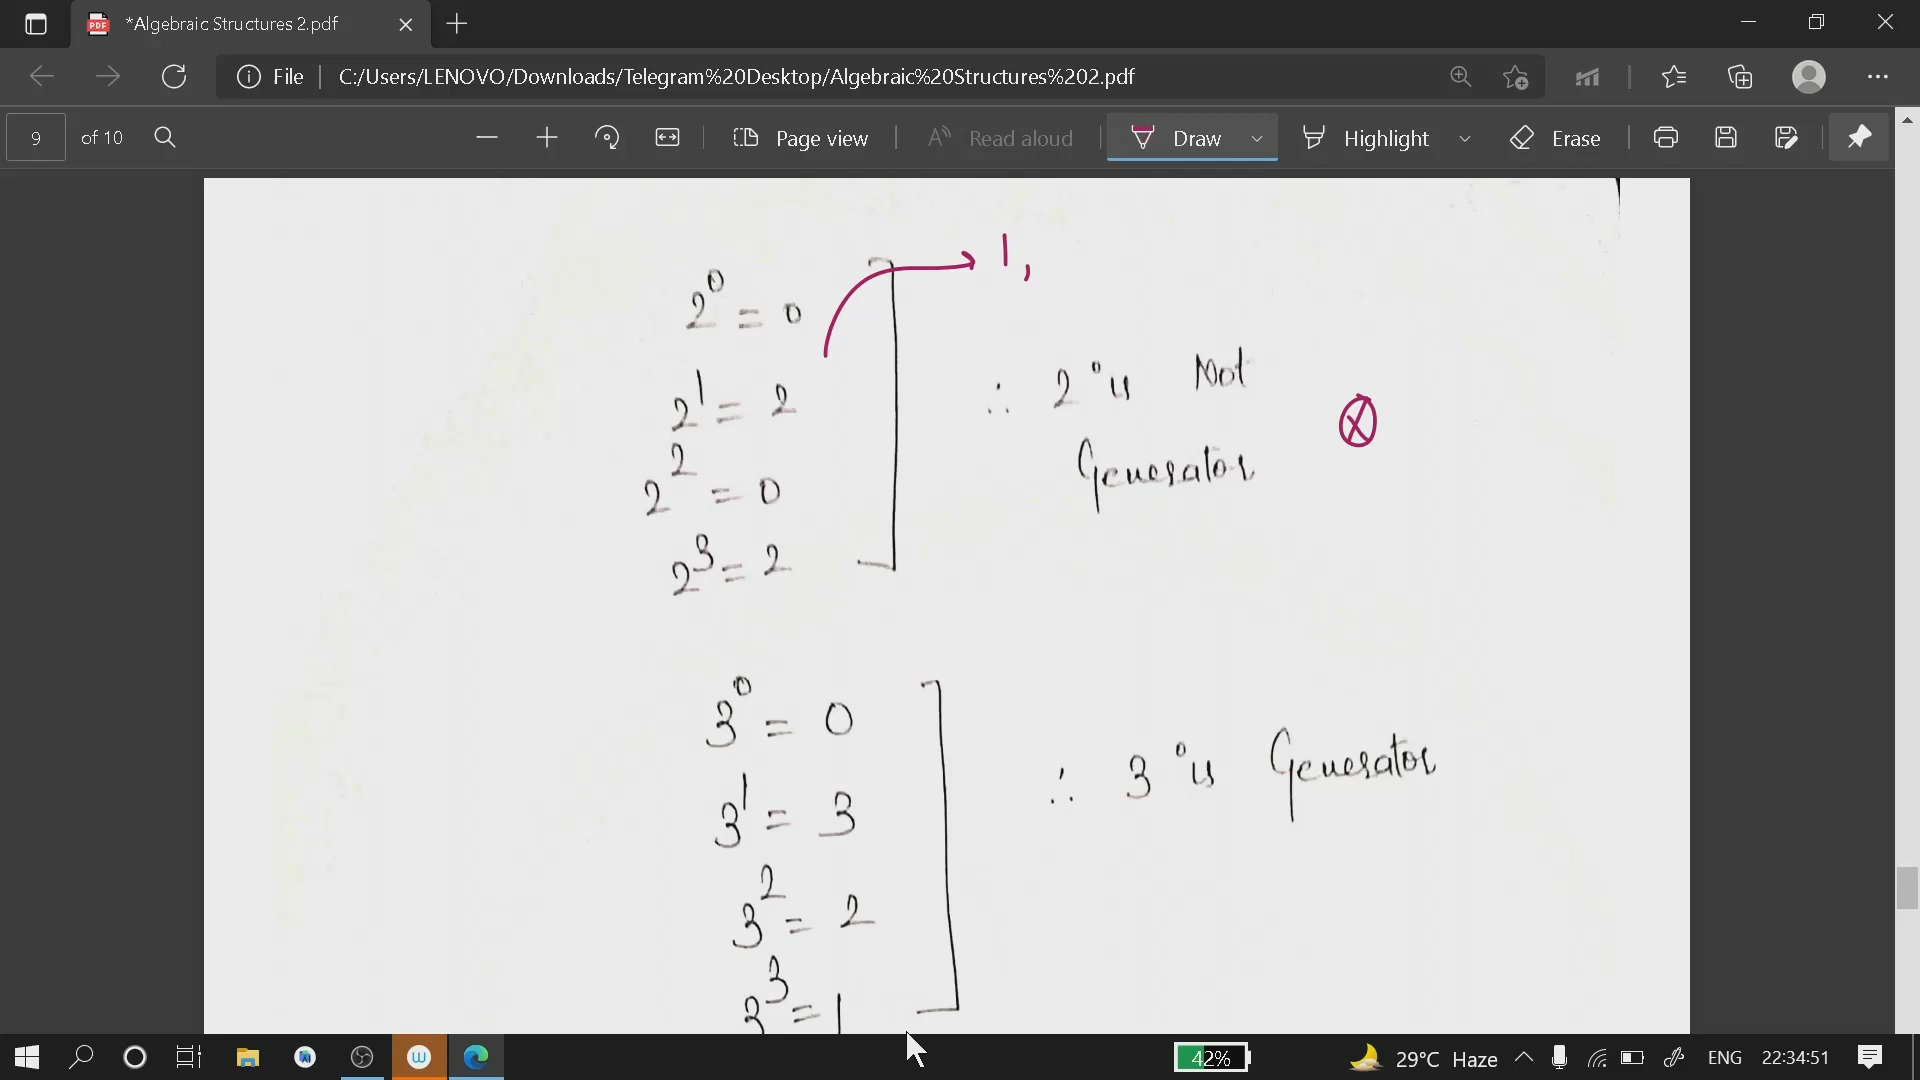 *Algebraic Structures 2.pdf
File | C:/Users/LENOVO/Downloads/Telegram%20Desktop/Algebraic%20Structures%202.pdf
9 of 10 Page view Read aloud Draw Highlight Erase
1,
2⁰ = 0
2¹ = 2
2² = 0
2³ = 2
∴ 2 is Not
Generator
3⁰ = 0
3¹ = 3
3² = 2
3³ = 1
∴ 3 is Generator
42% 29°C Haze ENG 22:34:51